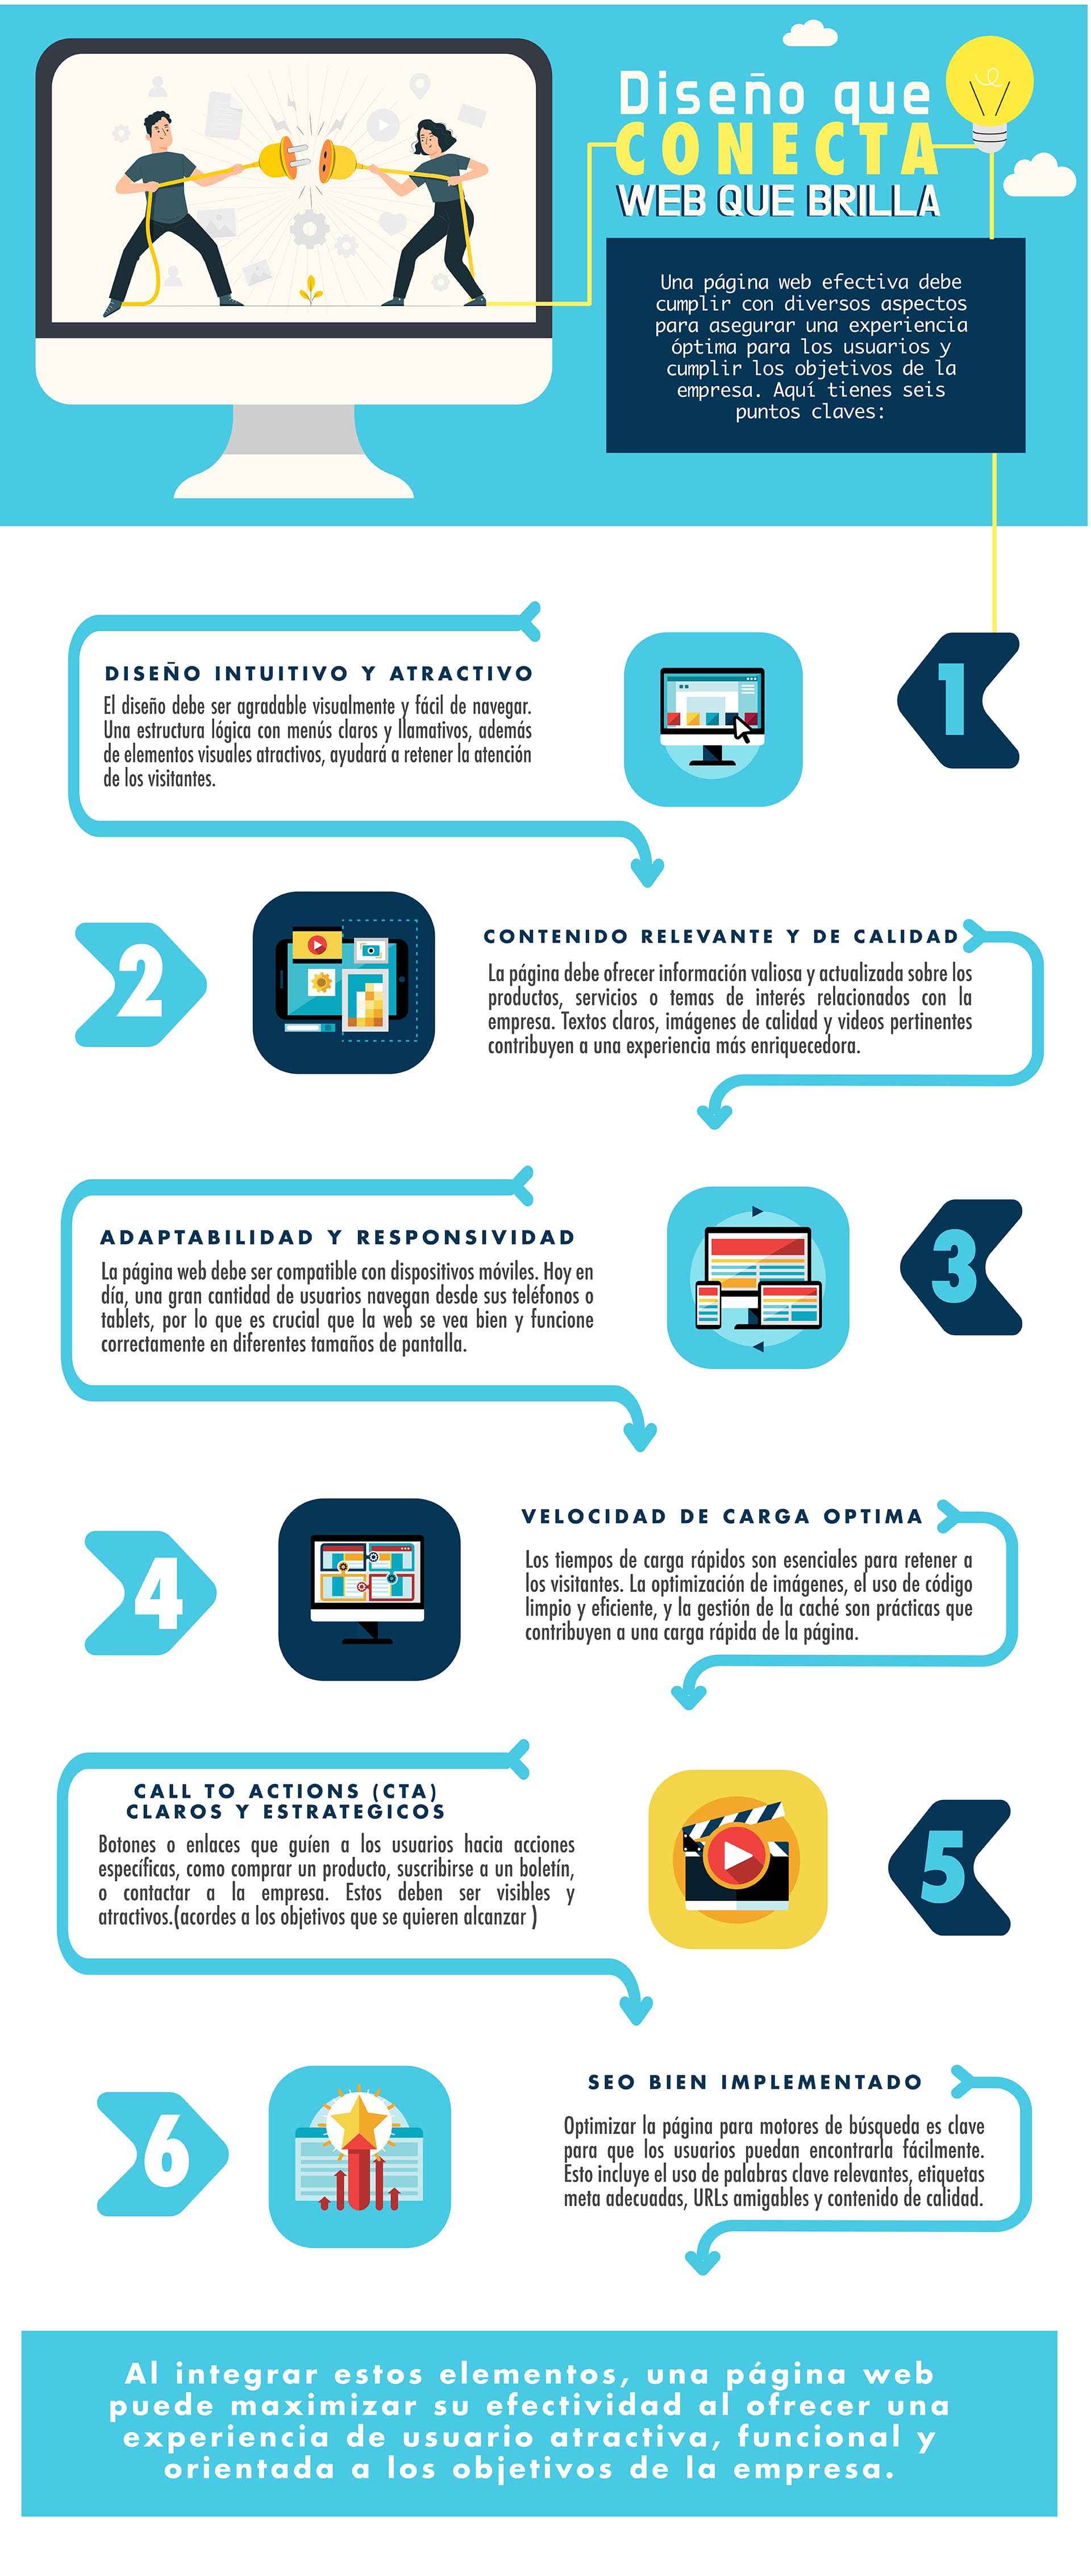 Diseño que
CONECTA
WEB QUE BRILLA
Una página web efectiva debe
cumplir con diversos aspectos
para asegurar una experiencia
óptima para los usuarios y
cumplir los objetivos de la
empresa. Aquí tienes seis
puntos claves:
1
DISEÑO INTUITIVO Y ATRACTIVO
El diseño debe ser agradable visualmente y fácil de navegar.
Una estructura lógica con menús claros y llamativos, además
de elementos visuales atractivos, ayudará a retener la atención
de los visitantes.
2
CONTENIDO RELEVANTE Y DE CALIDAD
La página debe ofrecer información valiosa y actualizada sobre los
productos, servicios o temas de interés relacionados con la
empresa. Textos claros, imágenes de calidad y videos pertinentes
contribuyen a una experiencia más enriquecedora.
3
ADAPTABILIDAD Y RESPONSIVIDAD
La página web debe ser compatible con dispositivos móviles. Hoy en
día, una gran cantidad de usuarios navegan desde sus teléfonos o
tablets, por lo que es crucial que la web se vea bien y funcione
correctamente en diferentes tamaños de pantalla.
4
VELOCIDAD DE CARGA OPTIMA
Los tiempos de carga rápidos son esenciales para retener a
los visitantes. La optimización de imágenes, el uso de código
limpio y eficiente, y la gestión de la caché son prácticas que
contribuyen a una carga rápida de la página.
5
CALL TO ACTIONS (CTA)
CLAROS Y ESTRATEGICOS
Botones o enlaces que guíen a los usuarios hacia acciones
específicas, como comprar un producto, suscribirse a un boletín,
o contactar a la empresa. Estos deben ser visibles y
atractivos.(acordes a los objetivos que se quieren alcanzar )
6
SEO BIEN IMPLEMENTADO
Optimizar la página para motores de búsqueda es clave
para que los usuarios puedan encontrarla fácilmente.
Esto incluye el uso de palabras clave relevantes, etiquetas
meta adecuadas, URLs amigables y contenido de calidad.
Al integrar estos elementos, una página web
puede maximizar su efectividad al ofrecer una
experiencia de usuario atractiva, funcional y
orientada a los objetivos de la empresa.